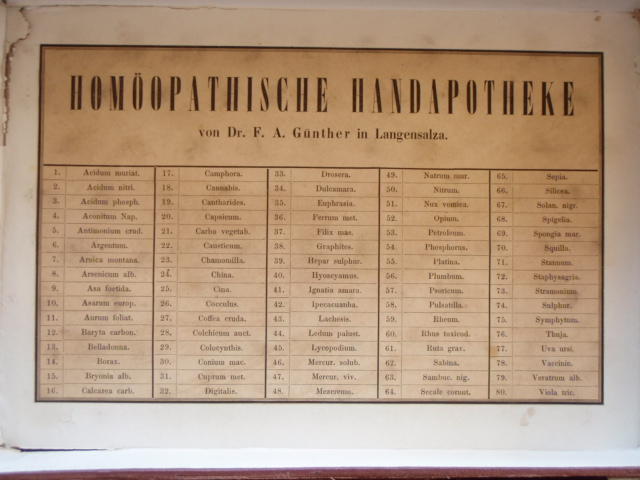 HOMÖOPATHISCHE HANDAPOTHEKE
von Dr. F. A. Günther in Langensalza.
1. Acidum muriat.
2. Acidum nitri.
3. Acidum phosph.
4. Aconitum Nap.
5. Antimonium crud.
6. Argentum.
7. Arnica montana.
8. Arsenicum alb.
9. Asa foetida.
10. Asarum europ.
11. Aurum foliat.
12. Baryta carbon.
13. Belladonna.
14. Borax.
15. Bryonia alb.
16. Calcarea carb.
17. Camphora.
18. Cannabis.
19. Cantharides.
20. Capsicum.
21. Carba vegetab.
22. Causticum.
23. Chamomilla.
24. China.
25. Cina.
26. Cocculus.
27. Coffea cruda.
28. Colchicum auct.
29. Colocynthis.
30. Conium mac.
31. Cuprum met.
32. Digitalis.
33. Drosera.
34. Dulcamara.
35. Euphrasia.
36. Ferrum met.
37. Filix mas.
38. Graphites.
39. Hepar sulphur.
40. Hyoscyamus.
41. Ignatia amara.
42. Ipecacuanha.
43. Lachesis.
44. Ledum palust.
45. Lycopodium.
46. Mercur. solub.
47. Mercur. viv.
48. Mezereum.
49. Natrum mur.
50. Nitrum.
51. Nux vomica.
52. Opium.
53. Petroleum.
54. Phosphorus.
55. Platina.
56. Plumbum.
57. Psoricum.
58. Pulsatilla.
59. Rheum.
60. Rhus toxicod.
61. Ruta grav.
62. Sabina.
63. Sambuc. nig.
64. Secale cornut.
65. Sepia.
66. Silicea.
67. Solan. nigr.
68. Spigelia.
69. Spongia mar.
70. Squilla.
71. Stannum.
72. Staphysagria.
73. Stramonium.
74. Sulphur.
75. Symphytum.
76. Thuja.
77. Uva ursi.
78. Vaccinin.
79. Veratrum alb.
80. Viola tric.